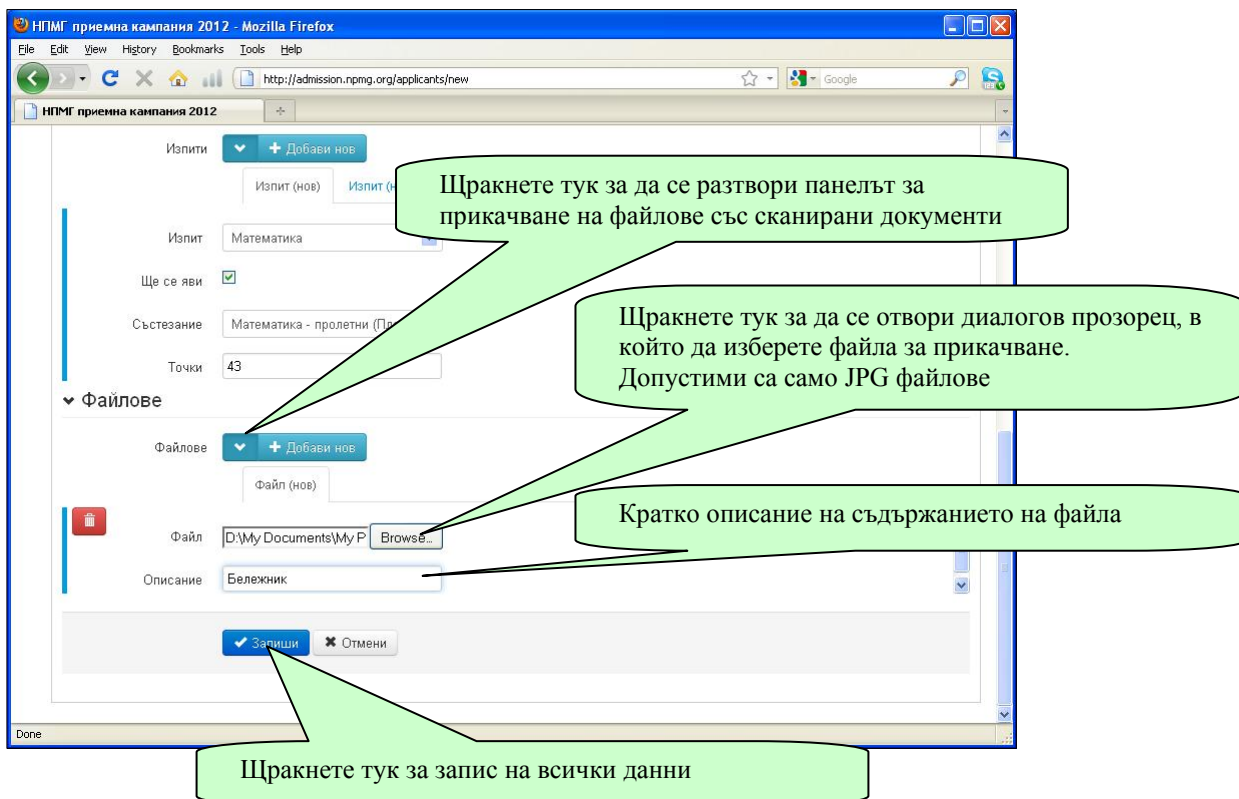 НПМГ приемна кампания 2012 - Mozilla Firefox
File Edit View History Bookmarks Tools Help
http://admission.npmg.org/applicants/new
Google
НПМГ приемна кампания 2012
Изпити
Добави нов
Изпит (нов) Изпит (н
Щракнете тук за да се разтвори панелът за
прикачване на файлове със сканирани документи
Изпит Математика
Ще се яви
Щракнете тук за да се отвори диалогов прозорец, в
който да изберете файла за прикачване.
Допустими са само JPG файлове
Състезание Математика - пролетни (Пл
Точки 43
Файлове
Файлове
Добави нов
Файл (нов)
Кратко описание на съдържанието на файла
Файл D:\My Documents\My P Browse...
Описание Бележник
Запиши Отмени
Done
Щракнете тук за запис на всички данни